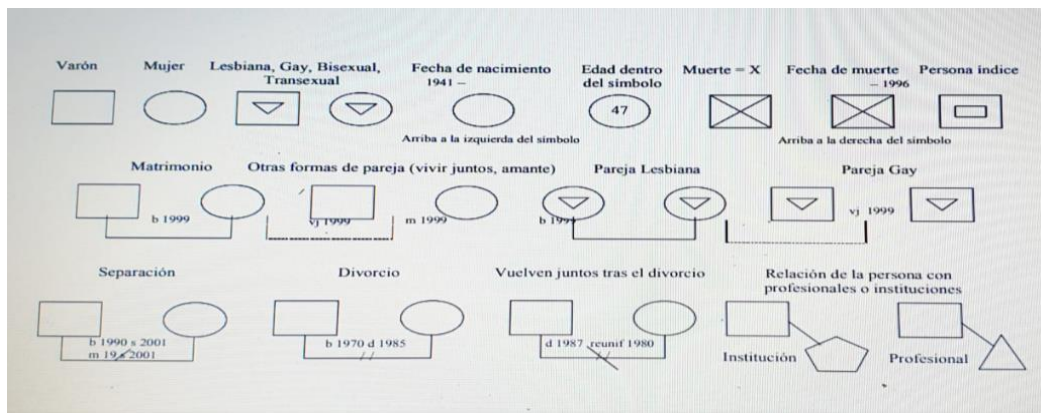 Varón Mujer Lesbiana, Gay, Bisexual, Transexual Fecha de nacimiento Edad dentro del símbolo Muerte = X Fecha de muerte Persona índice
1941 –
– 1996
47
Arriba a la izquierda del símbolo
Arriba a la derecha del símbolo
Matrimonio Otras formas de pareja (vivir juntos, amante) Pareja Lesbiana Pareja Gay
b 1999
vj 1999
m 1999
vj 1999
Separación Divorcio Vuelven juntos tras el divorcio Relación de la persona con
profesionales o instituciones
b 1990 s 2001
2001
b 1970 d 1985
d 1987 reunif 1980
Institución
Profesional